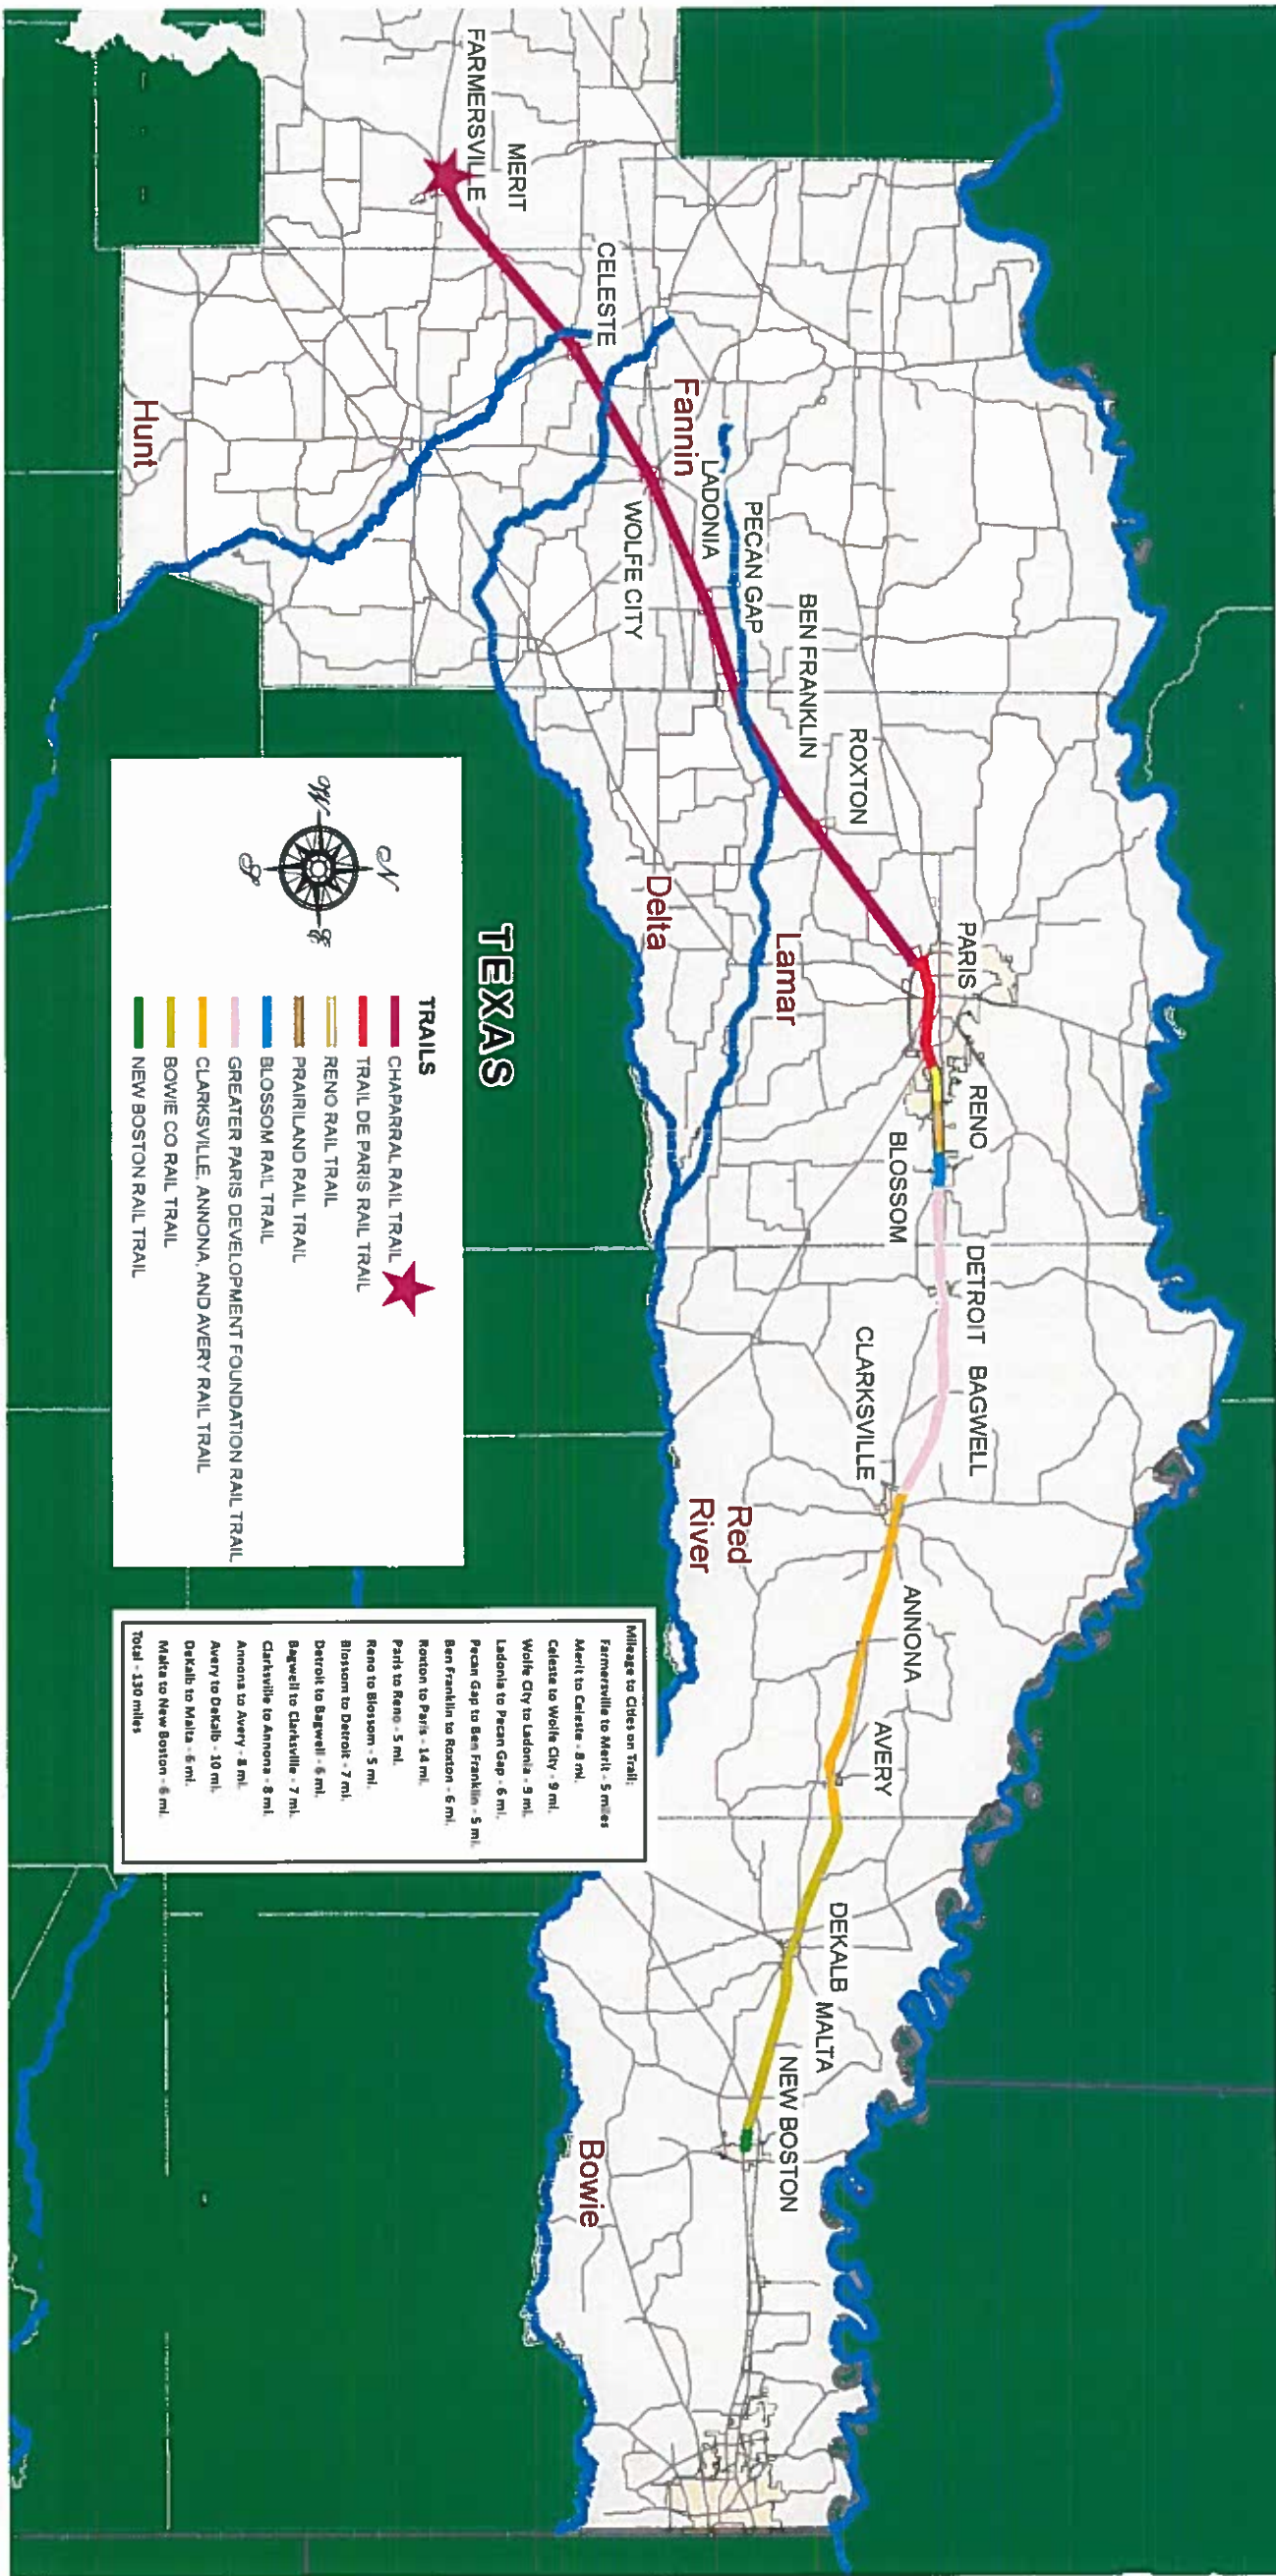 FARMERSVILLE
MERIT
CELESTE
Fannin
LADONIA
PECAN GAP
WOLFE CITY
BEN FRANKLIN
ROXTON
Hunt
Delta
Lamar
PARIS
RENO
BLOSSOM
DETROIT
BAGWELL
CLARKSVILLE
Red
River
ANNONA
AVERY
DEKALB
MALTA
NEW BOSTON
Bowie
TEXAS
N
W
E
S
TRAILS
CHAPARRAL RAIL TRAIL
TRAIL DE PARIS RAIL TRAIL
RENO RAIL TRAIL
PRAIRILAND RAIL TRAIL
BLOSSOM RAIL TRAIL
GREATER PARIS DEVELOPMENT FOUNDATION RAIL TRAIL
CLARKSVILLE, ANNONA, AND AVERY RAIL TRAIL
BOWIE CO RAIL TRAIL
NEW BOSTON RAIL TRAIL
Mileage to Cities on Trail:
Farmersville to Merit - 5 miles
Merit to Celeste - 8 mi.
Celeste to Wolfe City - 9 mi.
Wolfe City to Ladonia - 9 mi.
Ladonia to Pecan Gap - 6 mi.
Pecan Gap to Ben Franklin - 5 mi.
Ben Franklin to Roxton - 6 mi.
Roxton to Paris - 14 mi.
Paris to Reno - 5 mi.
Reno to Blossom - 5 mi.
Blossom to Detroit - 7 mi.
Detroit to Bagwell - 6 mi.
Bagwell to Clarksville - 7 mi.
Clarksville to Annona - 8 mi.
Annona to Avery - 8 mi.
Avery to DeKalb - 10 mi.
DeKalb to Malta - 6 mi.
Malta to New Boston - 6 mi.
Total - 130 miles